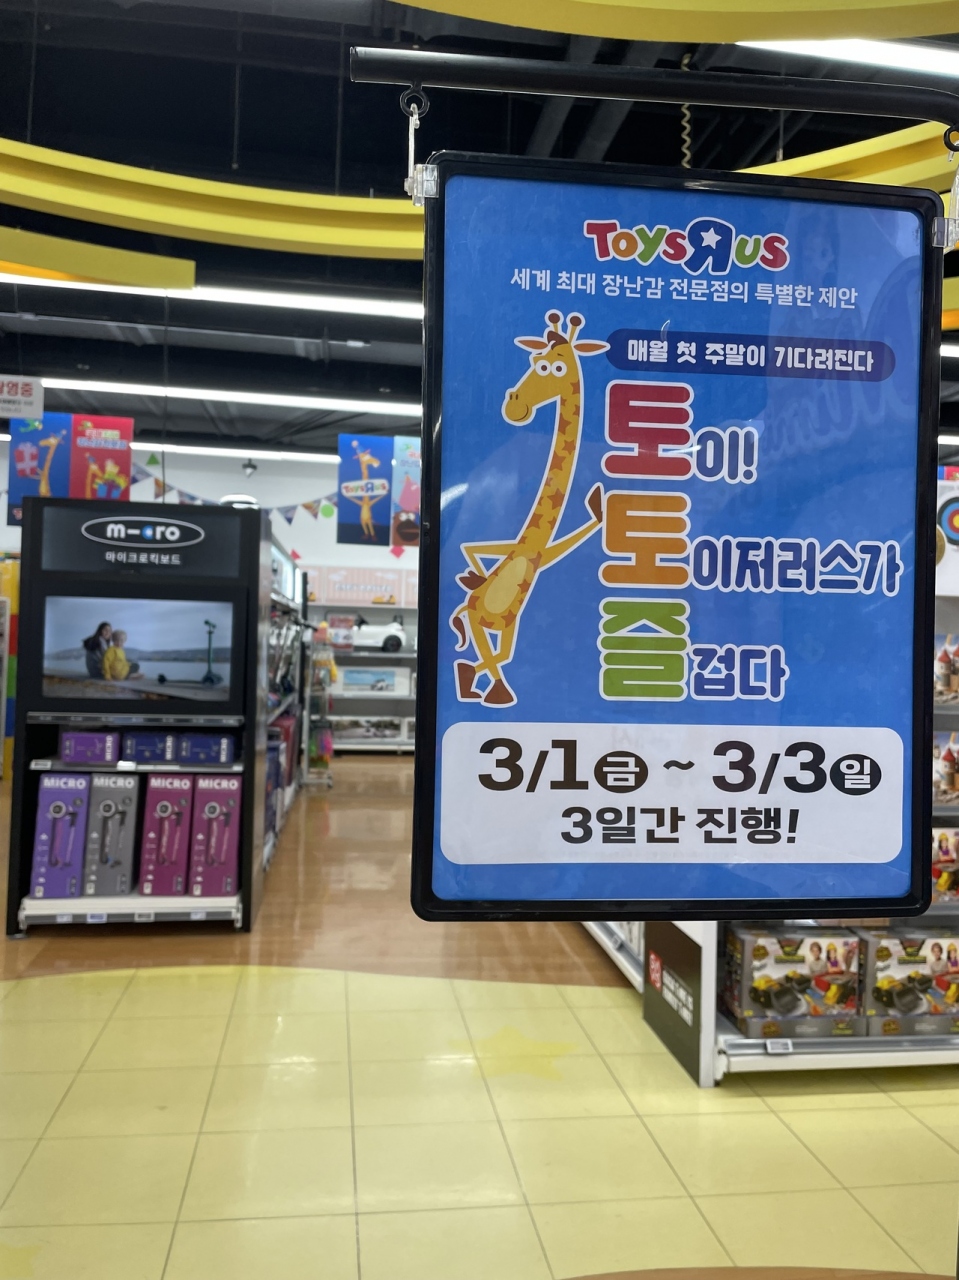 TOYSRUS
세계 최대 장난감 전문점의 특별한 제안
매월 첫 주말이 기다려진다
토이!
토이저러스가
즐겁다
3/1금 ~ 3/3일
3일간 진행!
micro
마이크로킥보드
MICRO MICRO MICRO MICRO
TOYSRUS